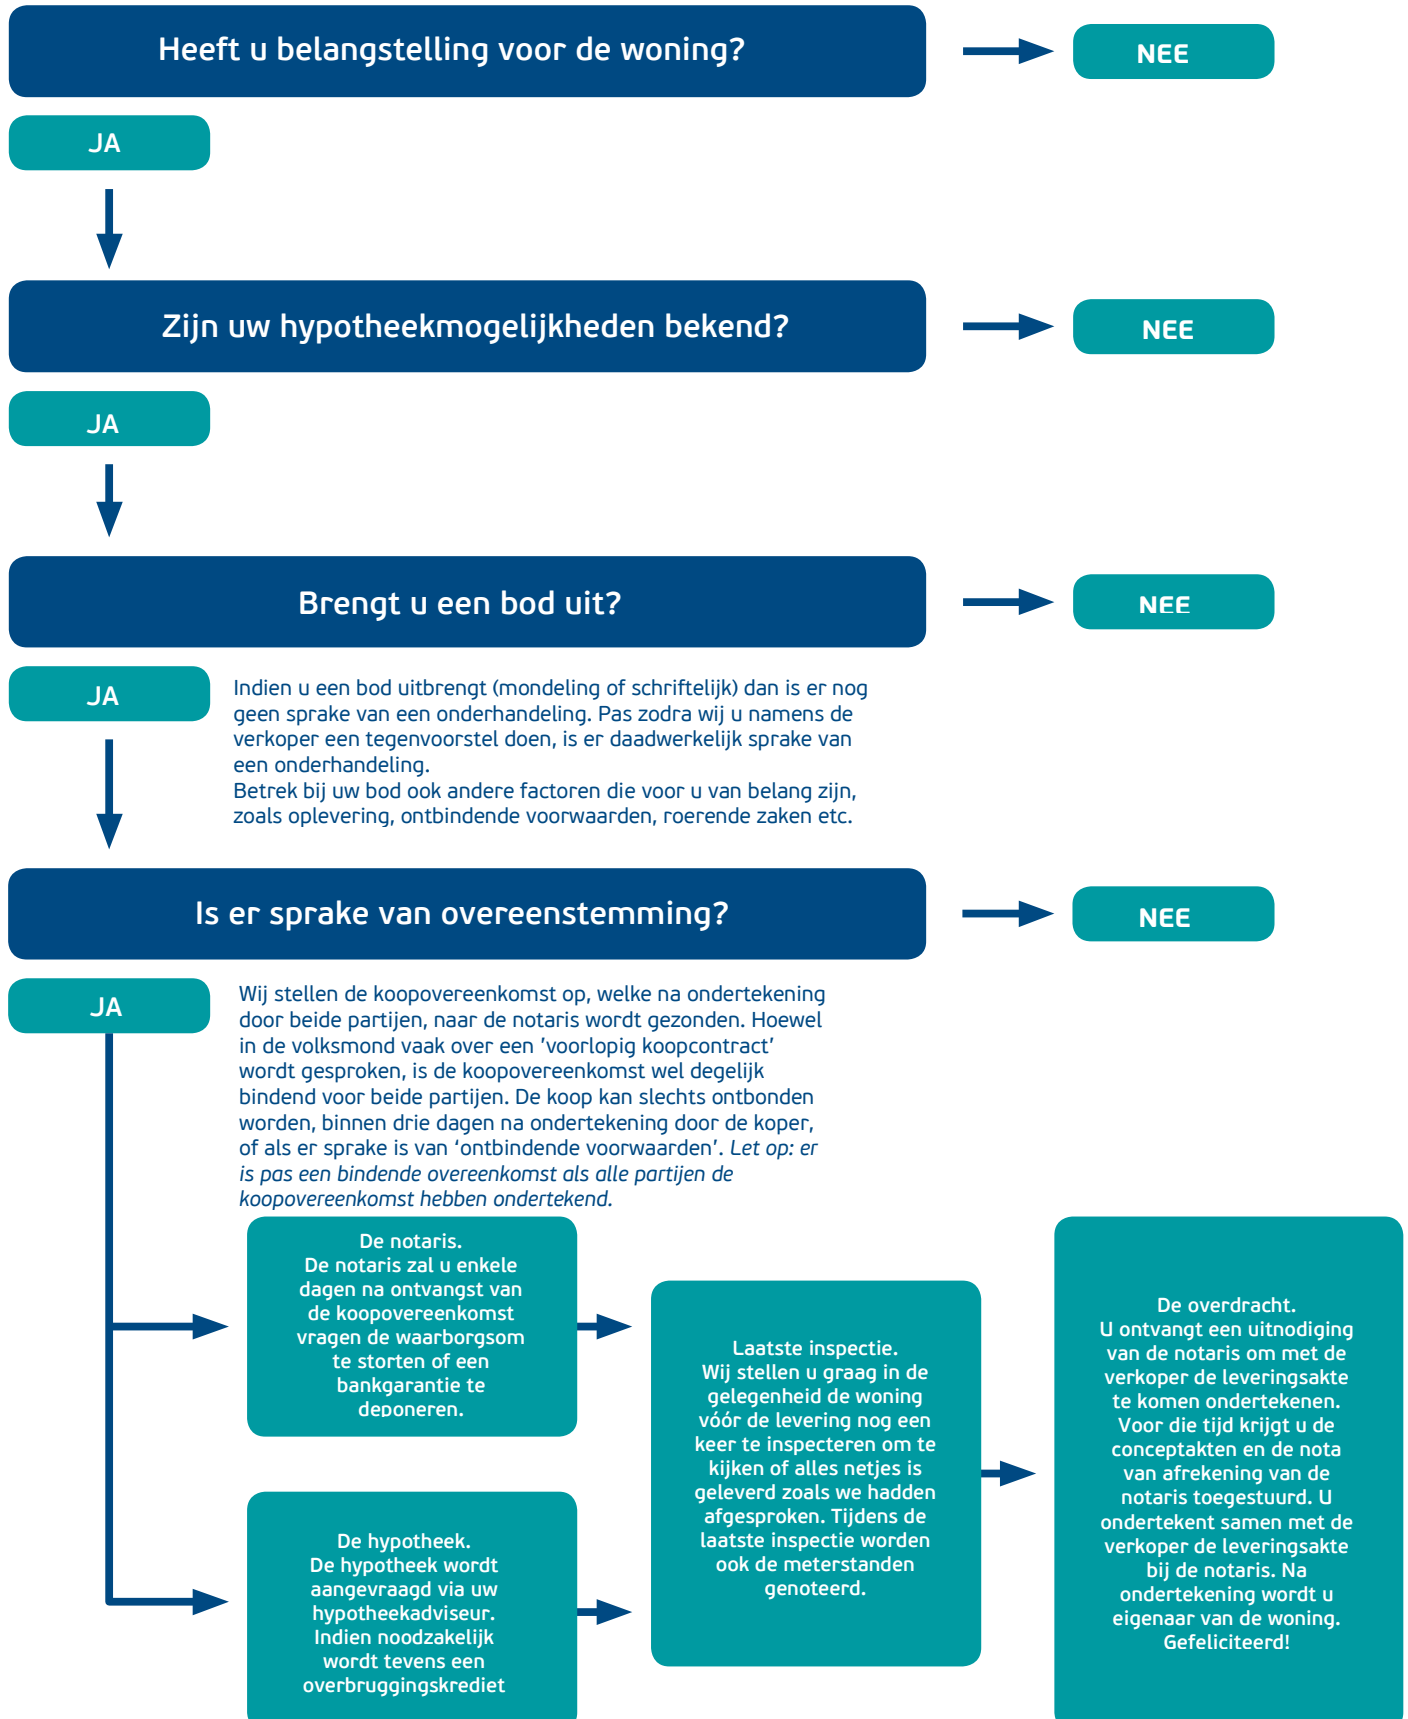 Heeft u belangstelling voor de woning?
NEE
JA
Zijn uw hypotheekmogelijkheden bekend?
NEE
JA
Brengt u een bod uit?
NEE
JA
Indien u een bod uitbrengt (mondeling of schriftelijk) dan is er nog
geen sprake van een onderhandeling. Pas zodra wij u namens de
verkoper een tegenvoorstel doen, is er daadwerkelijk sprake van
een onderhandeling.
Betrek bij uw bod ook andere factoren die voor u van belang zijn,
zoals oplevering, ontbindende voorwaarden, roerende zaken etc.
Is er sprake van overeenstemming?
NEE
JA
Wij stellen de koopovereenkomst op, welke na ondertekening
door beide partijen, naar de notaris wordt gezonden. Hoewel
in de volksmond vaak over een 'voorlopig koopcontract'
wordt gesproken, is de koopovereenkomst wel degelijk
bindend voor beide partijen. De koop kan slechts ontbonden
worden, binnen drie dagen na ondertekening door de koper,
of als er sprake is van ‘ontbindende voorwaarden’. Let op: er
is pas een bindende overeenkomst als alle partijen de
koopovereenkomst hebben ondertekend.
De notaris.
De notaris zal u enkele
dagen na ontvangst van
de koopovereenkomst
vragen de waarborgsom
te storten of een
bankgarantie te
deponeren.
De hypotheek.
De hypotheek wordt
aangevraagd via uw
hypotheekadviseur.
Indien noodzakelijk
wordt tevens een
overbruggingskrediet
Laatste inspectie.
Wij stellen u graag in de
gelegenheid de woning
vóór de levering nog een
keer te inspecteren om te
kijken of alles netjes is
geleverd zoals we hadden
afgesproken. Tijdens de
laatste inspectie worden
ook de meterstanden
genoteerd.
De overdracht.
U ontvangt een uitnodiging
van de notaris om met de
verkoper de leveringsakte
te komen ondertekenen.
Voor die tijd krijgt u de
conceptakten en de nota
van afrekening van de
notaris toegestuurd. U
ondertekent samen met de
verkoper de leveringsakte
bij de notaris. Na
ondertekening wordt u
eigenaar van de woning.
Gefeliciteerd!